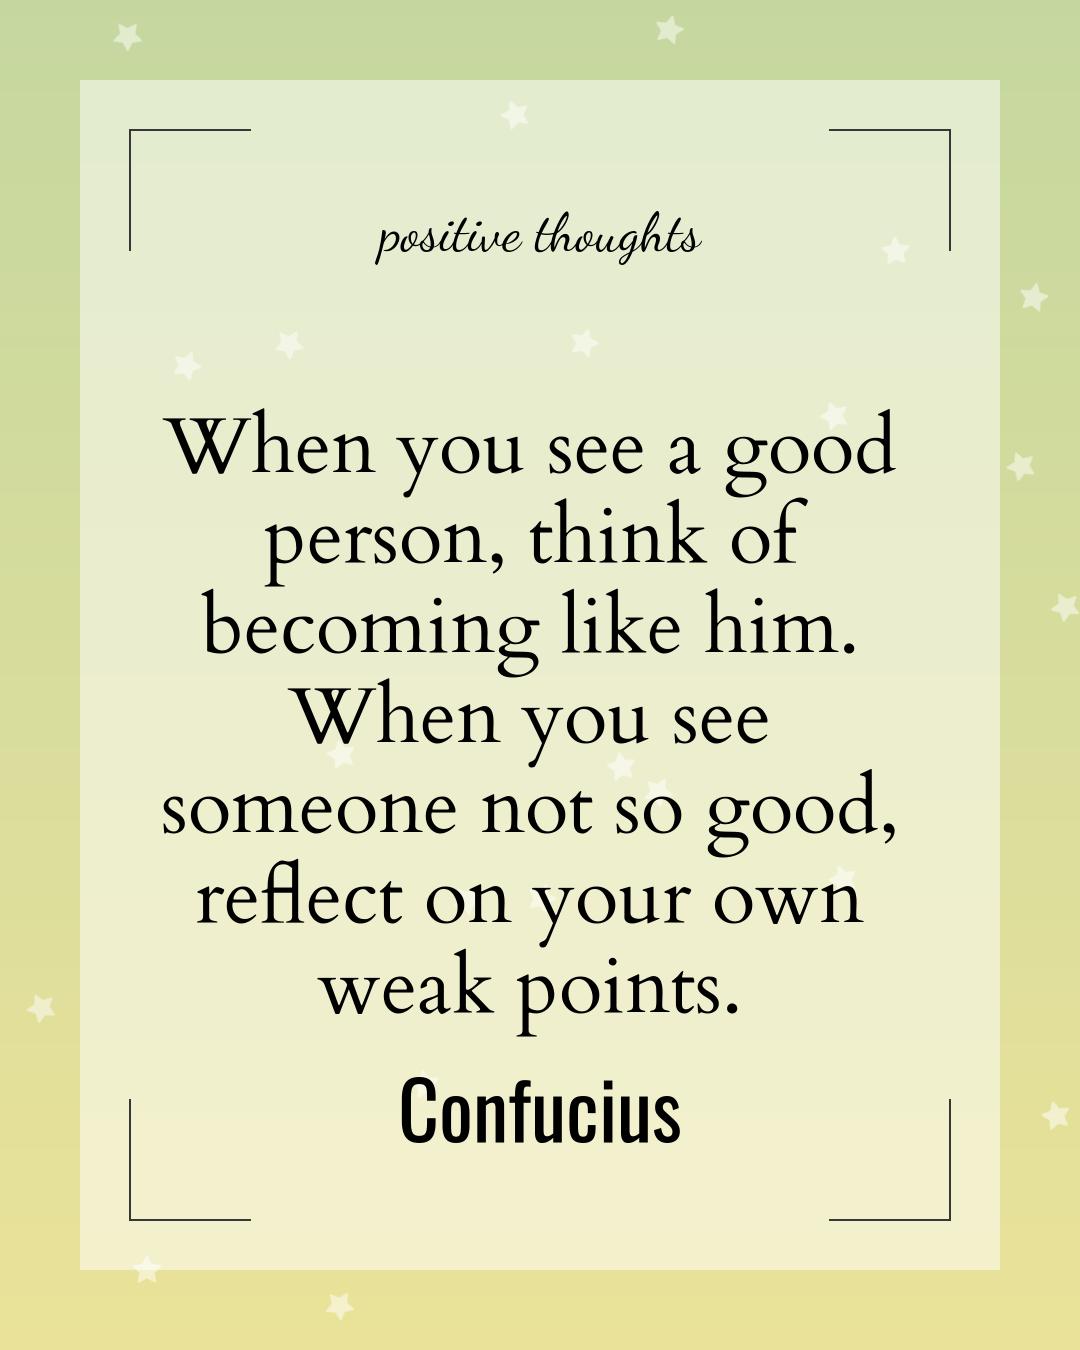 positive thoughts
When you see a good
person, think of
becoming like him.
When you see
someone not so good,
reflect on your own
weak points.
Confucius